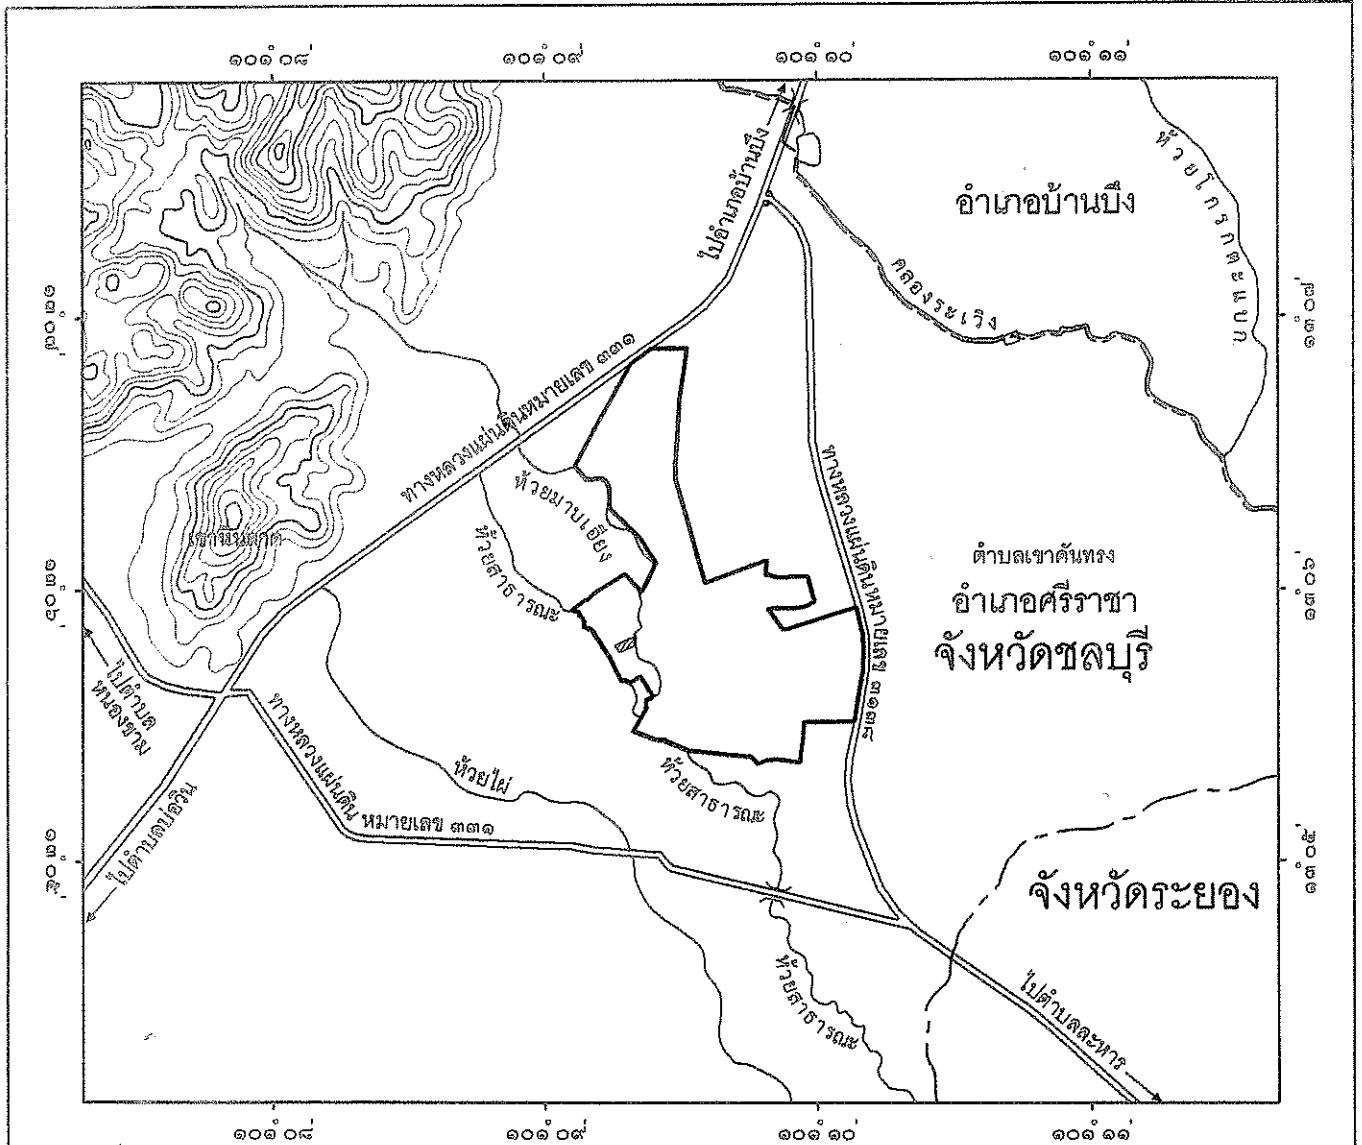 ๑๐๑°๐๘'
๑๐๑°๐๙'
๑๐๑°๑๐'
๑๐๑°๑๑'
ไปอำเภอบ้านบึง
อำเภอบ้านบึง
ห้วยโกรกตะแบก
คลองระเวิง
๑๓°๐๗'
๑๓°๐๗'
ทางหลวงแผ่นดินหมายเลข ๓๓๑
ทางหลวงแผ่นดินหมายเลข
ห้วยมาบเอียง
ห้วยสาธารณะ
ตำบลเขาคันทรง
อำเภอศรีราชา
จังหวัดชลบุรี
๑๓°๐๖'
๑๓°๐๖'
ไปตำบล
หนองขาม
ทางหลวงแผ่นดิน
หมายเลข ๓๓๑
ห้วยไผ่
ห้วยสาธารณะ
ไปตำบลบ่อวิน
๑๓°๐๕'
๑๓°๐๕'
จังหวัดระยอง
ห้วยสาธารณะ
ไปตำบลละหาร
๑๐๑°๐๘'
๑๐๑°๐๙'
๑๐๑°๑๐'
๑๐๑°๑๑'